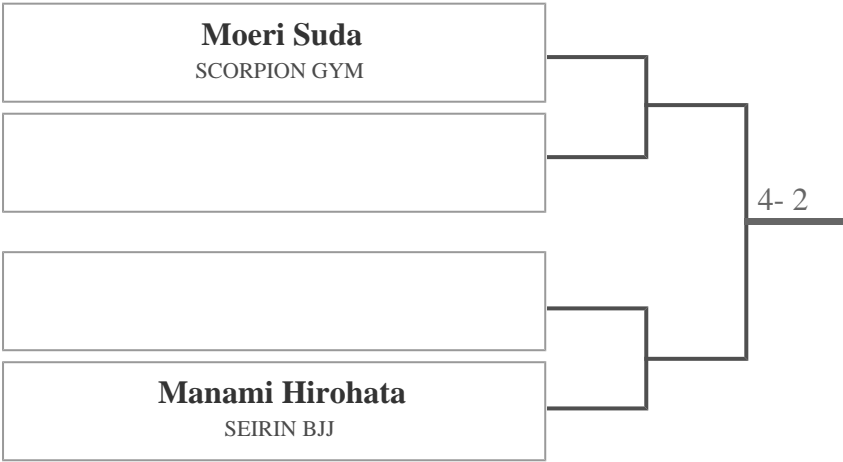 Moeri Suda
SCORPION GYM
4- 2
Manami Hirohata
SEIRIN BJJ